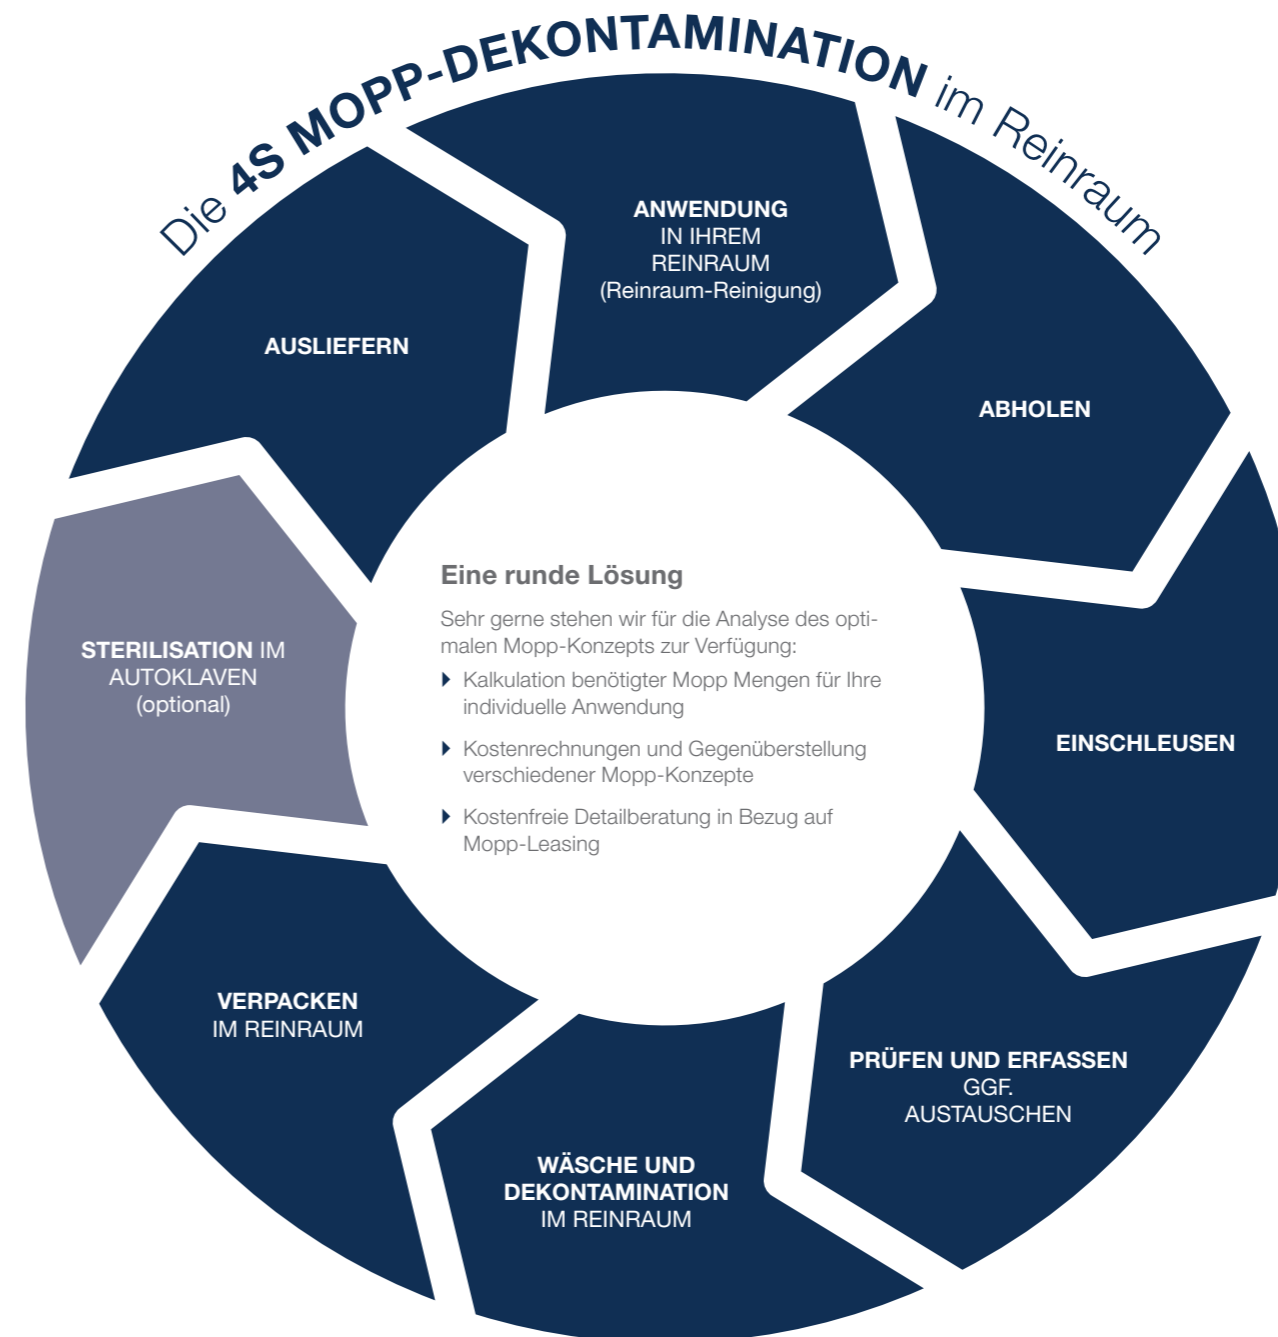 Die 4S MOPP-DEKONTAMINATION im Reinraum
ANWENDUNG
IN IHREM
REINRAUM
(Reinraum-Reinigung)
ABHOLEN
EINSCHLEUSEN
PRÜFEN UND ERFASSEN
GGF.
AUSTAUSCHEN
WÄSCHE UND
DEKONTAMINATION
IM REINRAUM
VERPACKEN
IM REINRAUM
STERILISATION IM
AUTOKLAVEN
(optional)
AUSLIEFERN
Eine runde Lösung
Sehr gerne stehen wir für die Analyse des opti-
malen Mopp-Konzepts zur Verfügung:
Kalkulation benötigter Mopp Mengen für Ihre
individuelle Anwendung
Kostenrechnungen und Gegenüberstellung
verschiedener Mopp-Konzepte
Kostenfreie Detailberatung in Bezug auf
Mopp-Leasing